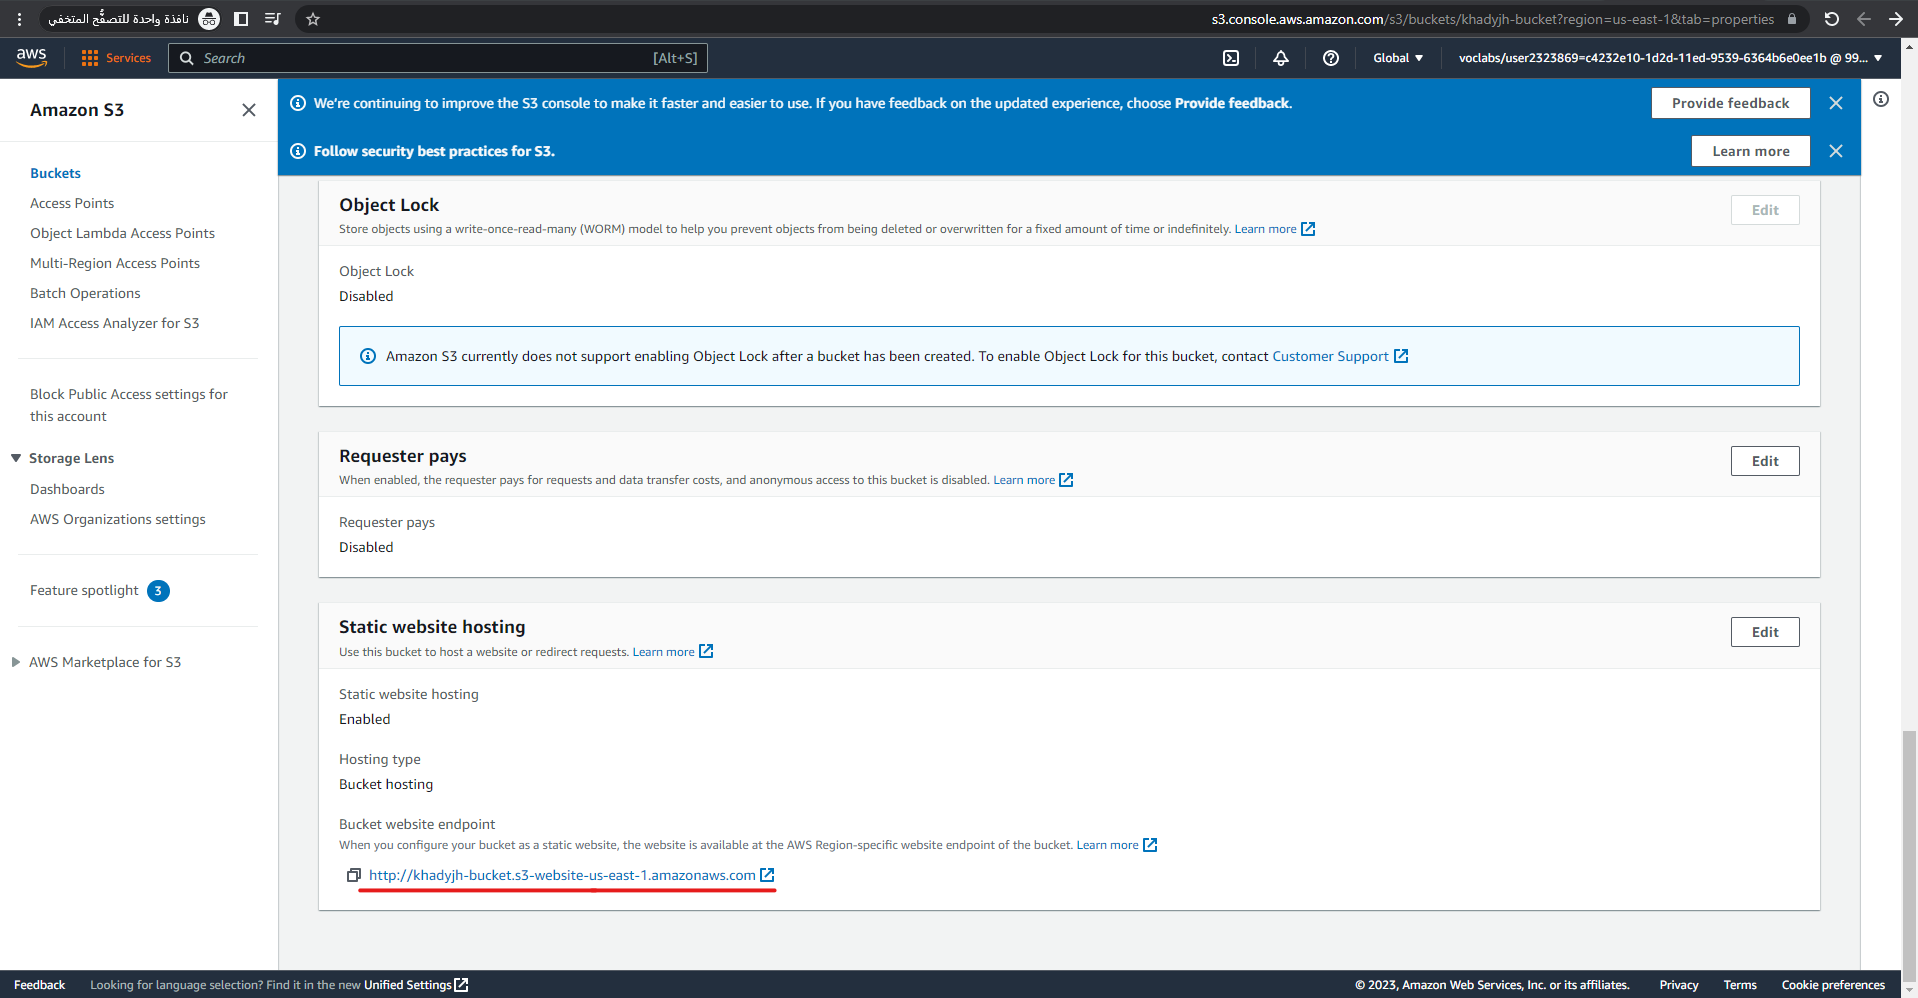 نافذة واحدة للتصفُّح المتخفي
s3.console.aws.amazon.com/s3/buckets/khadyjh-bucket?region=us-east-1&tab=properties
aws
Services
Search
[Alt+S]
Global
voclabs/user2323869=c4232e10-1d2d-11ed-9539-6364b6e0ee1b @ 99...
Amazon S3
Buckets
Access Points
Object Lambda Access Points
Multi-Region Access Points
Batch Operations
IAM Access Analyzer for S3
Block Public Access settings for
this account
Storage Lens
Dashboards
AWS Organizations settings
Feature spotlight 3
AWS Marketplace for S3
We're continuing to improve the S3 console to make it faster and easier to use. If you have feedback on the updated experience, choose Provide feedback.
Provide feedback
Follow security best practices for S3.
Learn more
Object Lock
Edit
Store objects using a write-once-read-many (WORM) model to help you prevent objects from being deleted or overwritten for a fixed amount of time or indefinitely. Learn more
Object Lock
Disabled
Amazon S3 currently does not support enabling Object Lock after a bucket has been created. To enable Object Lock for this bucket, contact Customer Support
Requester pays
Edit
When enabled, the requester pays for requests and data transfer costs, and anonymous access to this bucket is disabled. Learn more
Requester pays
Disabled
Static website hosting
Edit
Use this bucket to host a website or redirect requests. Learn more
Static website hosting
Enabled
Hosting type
Bucket hosting
Bucket website endpoint
When you configure your bucket as a static website, the website is available at the AWS Region-specific website endpoint of the bucket. Learn more
http://khadyjh-bucket.s3-website-us-east-1.amazonaws.com
Feedback
Looking for language selection? Find it in the new Unified Settings
© 2023, Amazon Web Services, Inc. or its affiliates.
Privacy
Terms
Cookie preferences